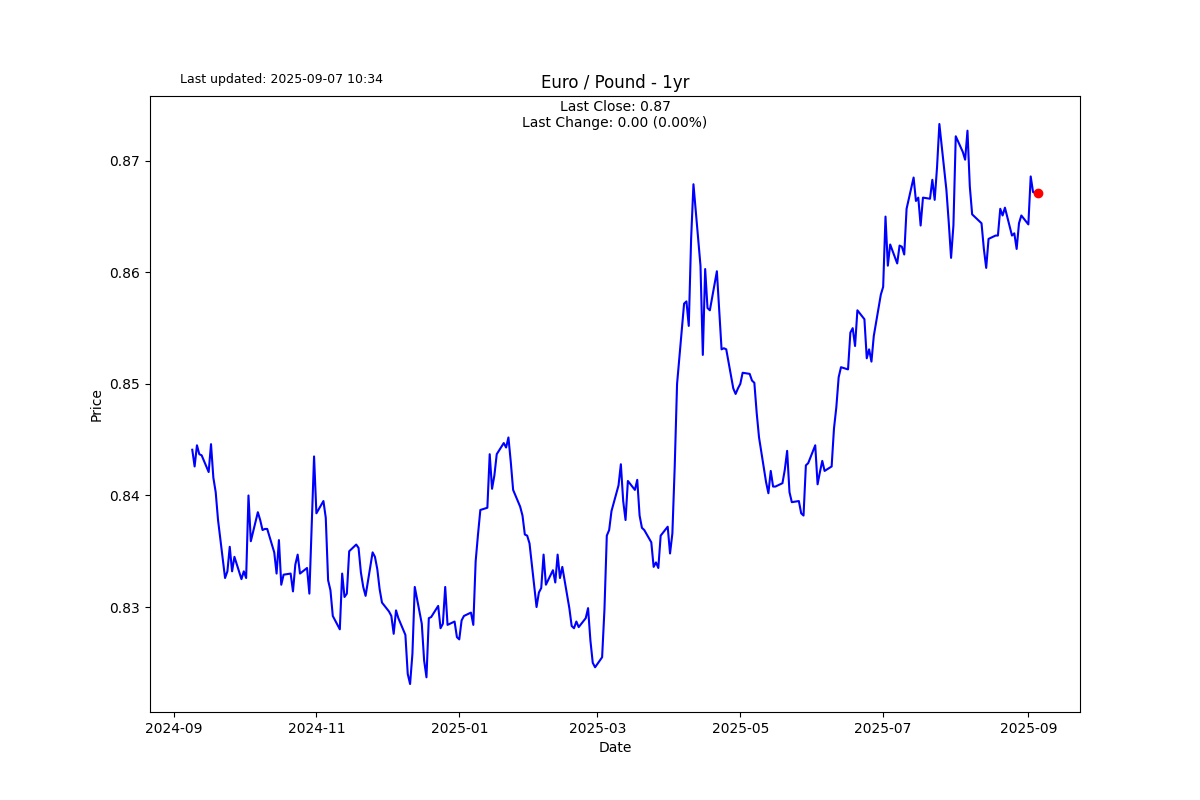 Last updated: 2025-09-07 10:34
Euro / Pound - 1yr
Last Close: 0.87
Last Change: 0.00 (0.00%)
0.87
0.86
0.85
0.84
0.83
Price
2024-09
2024-11
2025-01
2025-03
2025-05
2025-07
2025-09
Date